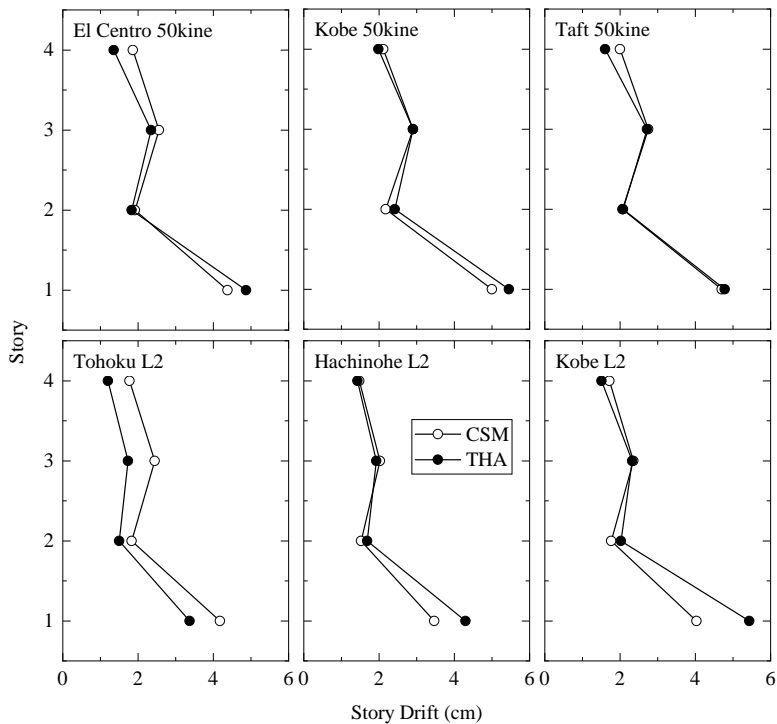 El Centro 50kine
Kobe 50kine
Taft 50kine
4
3
2
1
Story
Tohoku L2
Hachinohe L2
Kobe L2
4
3
2
1
CSM
THA
0 2 4 6 0 2 4 6 0 2 4 6
Story Drift (cm)